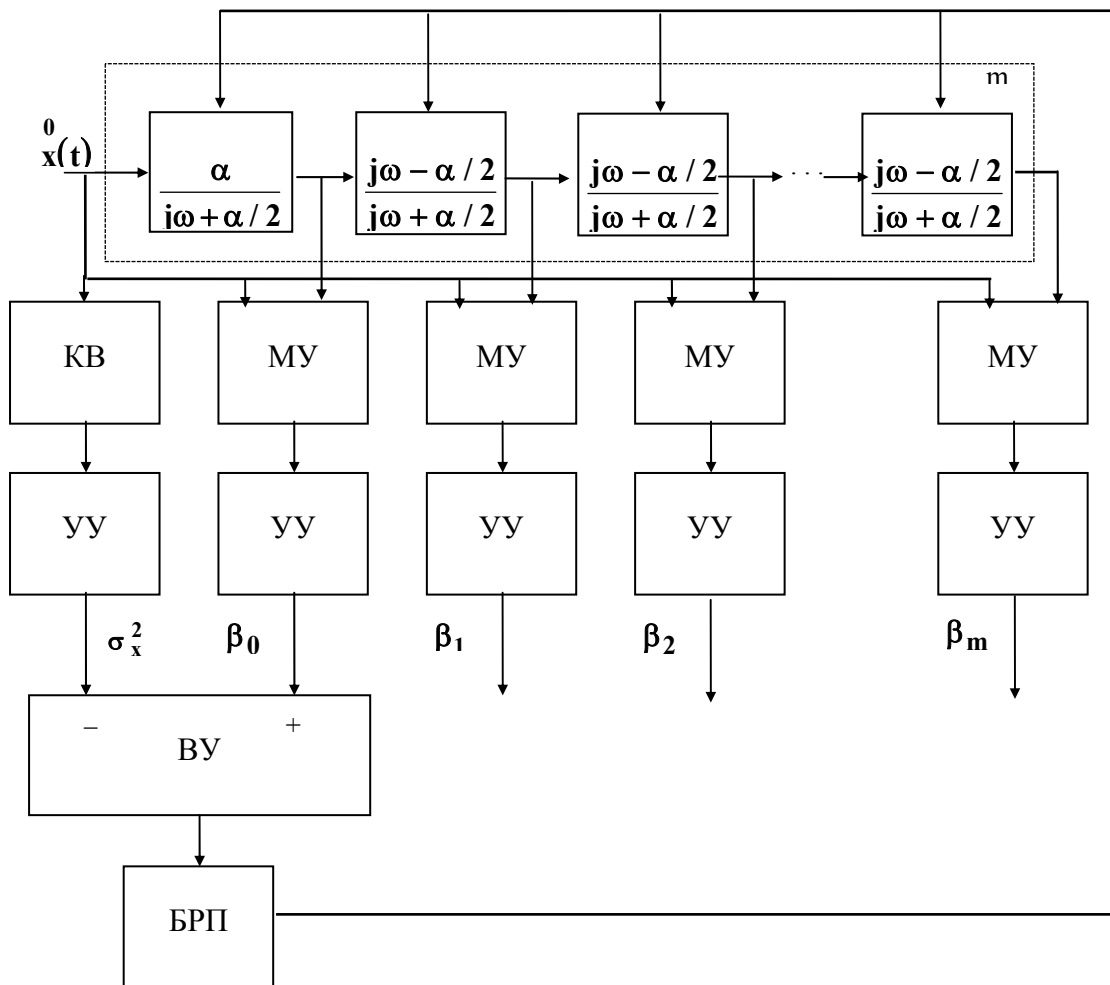 m
0
x(t)
α
jω + α / 2
jω − α / 2
jω + α / 2
jω − α / 2
jω + α / 2
. . .
jω − α / 2
jω + α / 2
КВ МУ МУ МУ МУ
УУ УУ УУ УУ УУ
σ²ₓ β₀ β₁ β₂ βₘ
− +
ВУ
БРП